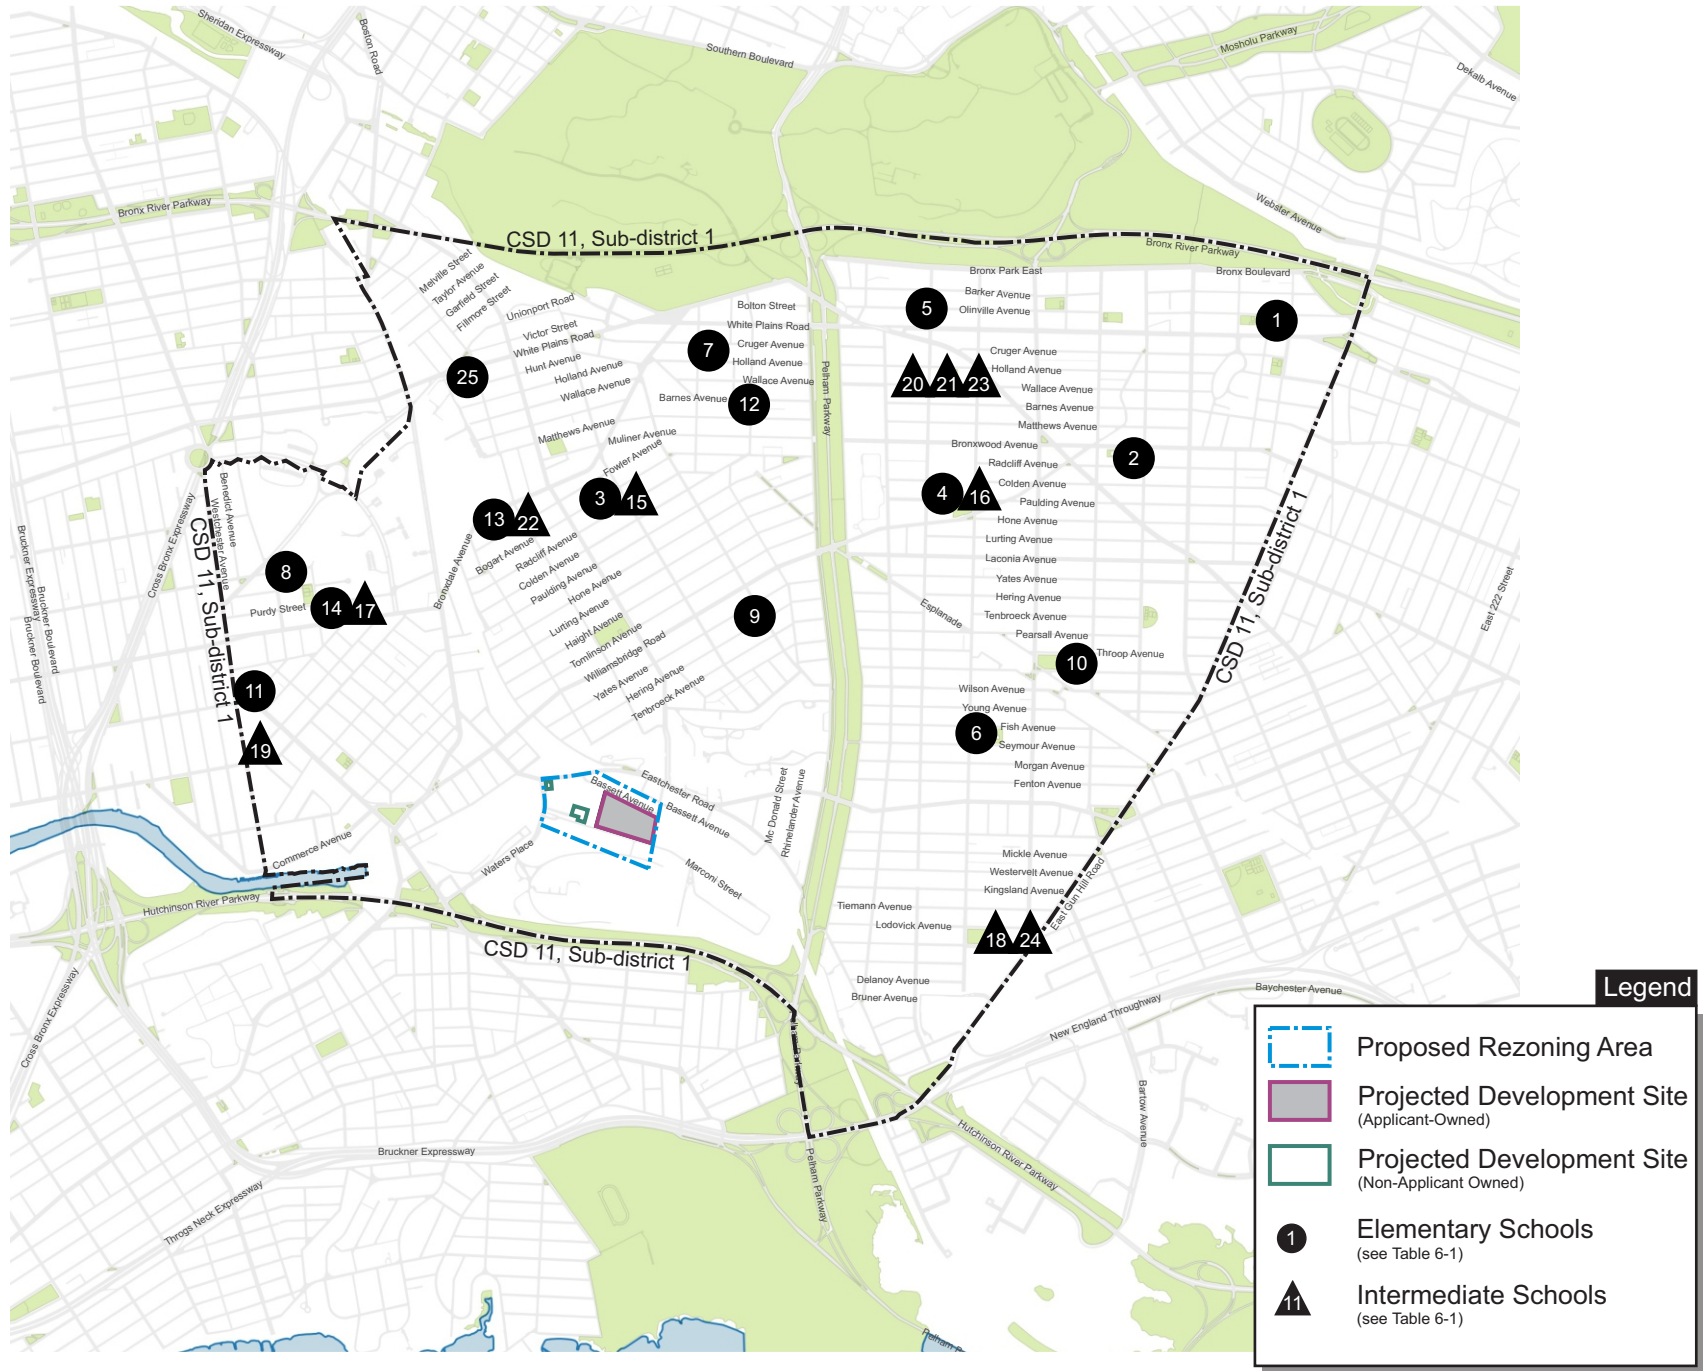 Sheridan Expressway
Boston Road
Southern Boulevard
Mosholu Parkway
Dekalb Avenue
Bronx River Parkway
Webster Avenue
CSD 11, Sub-district 1
Bronx River Parkway
Melville Street
Taylor Avenue
Garfield Street
Fillmore Street
Unionport Road
Victor Street
White Plains Road
Hunt Avenue
Holland Avenue
Wallace Avenue
Matthews Avenue
Muliner Avenue
Fowler Avenue
Bolton Street
White Plains Road
Cruger Avenue
Holland Avenue
Wallace Avenue
Barnes Avenue
Pelham Parkway
Bronx Park East
Bronx Boulevard
Barker Avenue
Olinville Avenue
Cruger Avenue
Holland Avenue
Wallace Avenue
Barnes Avenue
Matthews Avenue
Bronxwood Avenue
Radcliff Avenue
Colden Avenue
Paulding Avenue
Hone Avenue
Lurting Avenue
Laconia Avenue
Yates Avenue
Hering Avenue
Tenbroeck Avenue
Pearsall Avenue
Throop Avenue
Esplanade
Wilson Avenue
Young Avenue
Fish Avenue
Seymour Avenue
Morgan Avenue
Fenton Avenue
5
1
7
25
12
20
21
23
2
4
16
3
15
13
22
8
14
17
9
10
11
19
6
18
24
CSD 11, Sub-district 1
East 222 Street
Benedict Avenue
Westchester Avenue
Cross Bronx Expressway
CSD 11, Sub-district 1
Bruckner Expressway
Bruckner Boulevard
Bruckner Boulevard
Purdy Street
Bronxdale Avenue
Bogart Avenue
Radcliff Avenue
Colden Avenue
Paulding Avenue
Hone Avenue
Lurting Avenue
Haight Avenue
Tomlinson Avenue
Williamsbridge Road
Yates Avenue
Hering Avenue
Tenbroeck Avenue
Bassett Avenue
Eastchester Road
Bassett Avenue
Mc Donald Street
Rhinelander Avenue
Waters Place
Marconi Street
Commerce Avenue
Hutchinson River Parkway
CSD 11, Sub-district 1
Mickle Avenue
Westervelt Avenue
Kingsland Avenue
Tiemann Avenue
Lodovick Avenue
East Gun Hill Road
Delanoy Avenue
Bruner Avenue
New England Throughway
Baychester Avenue
Bartow Avenue
Cross Bronx Expressway
Bruckner Expressway
Throgs Neck Expressway
Pelham Parkway
Hutchinson River Parkway
Legend
Proposed Rezoning Area
Projected Development Site
(Applicant-Owned)
Projected Development Site
(Non-Applicant Owned)
1
Elementary Schools
(see Table 6-1)
11
Intermediate Schools
(see Table 6-1)